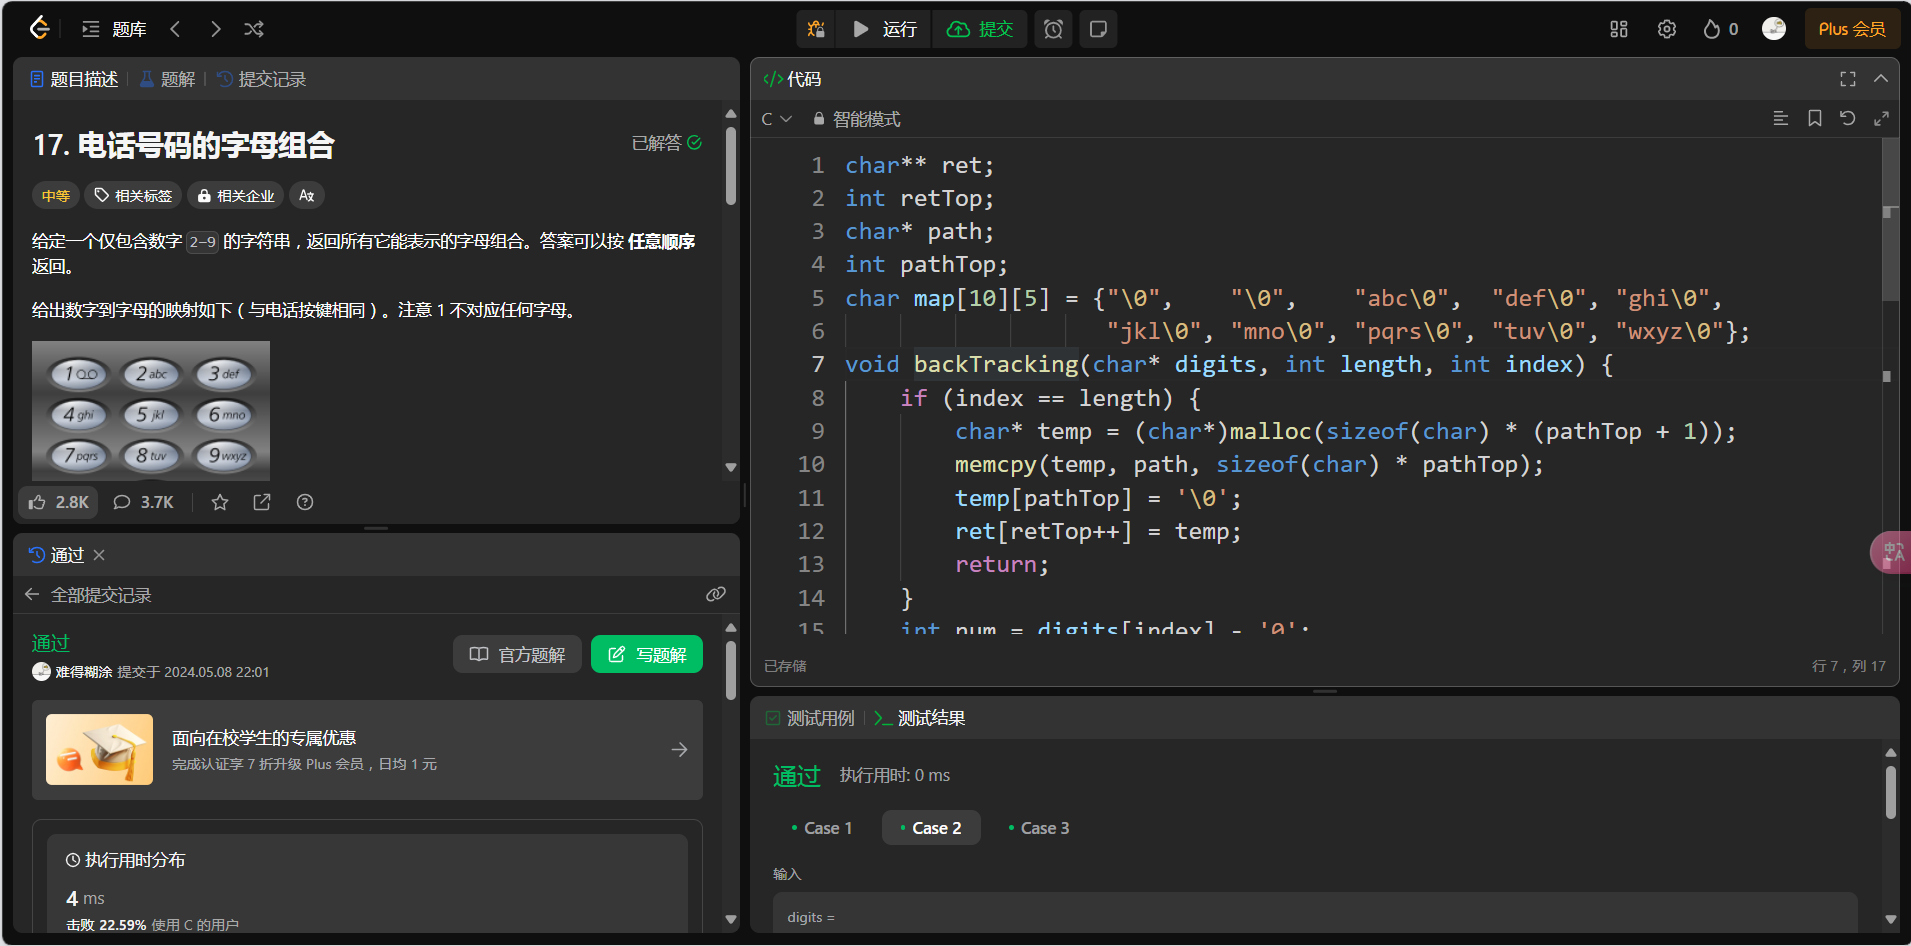 题库
运行
提交
0
Plus 会员
题目描述
题解
提交记录
17. 电话号码的字母组合
已解答
中等
相关标签
相关企业
给定一个仅包含数字 2-9 的字符串，返回所有它能表示的字母组合。答案可以按 任意顺序
返回。
给出数字到字母的映射如下（与电话按键相同）。注意 1 不对应任何字母。
1
2 abc
3 def
4 ghi
5 jkl
6 mno
7 pqrs
8 tuv
9 wxyz
2.8K
3.7K
通过
全部提交记录
通过
难得糊涂 提交于 2024.05.08 22:01
官方题解
写题解
面向在校学生的专属优惠
完成认证享 7 折升级 Plus 会员，日均 1 元
执行用时分布
4 ms
击败 22.59% 使用 C 的用户
代码
C
智能模式
1 char** ret;
2 int retTop;
3 char* path;
4 int pathTop;
5 char map[10][5] = {"\0", "\0", "abc\0", "def\0", "ghi\0",
6 "jkl\0", "mno\0", "pqrs\0", "tuv\0", "wxyz\0"};
7 void backTracking(char* digits, int length, int index) {
8 if (index == length) {
9 char* temp = (char*)malloc(sizeof(char) * (pathTop + 1));
10 memcpy(temp, path, sizeof(char) * pathTop);
11 temp[pathTop] = '\0';
12 ret[retTop++] = temp;
13 return;
14 }
15 int num = digits[index] - '0';
已存储
行 7，列 17
测试用例
测试结果
通过
执行用时: 0 ms
Case 1
Case 2
Case 3
输入
digits =